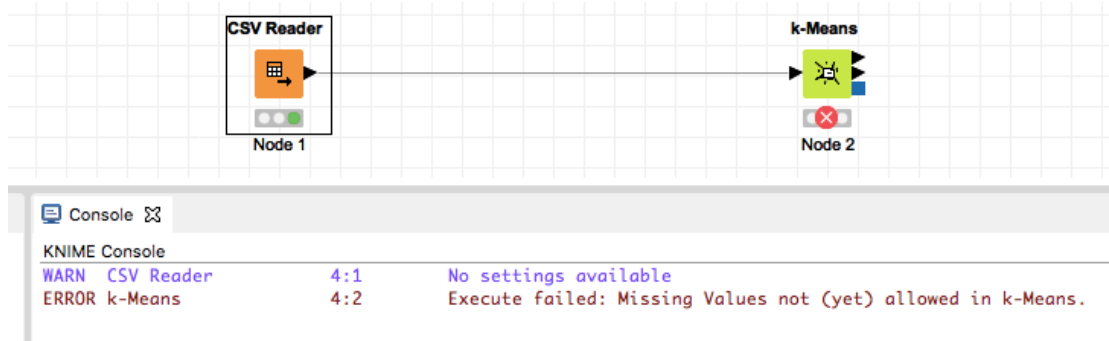 CSV Reader
k-Means
Node 1
Node 2
Console
KNIME Console
WARN CSV Reader 4:1 No settings available
ERROR k-Means 4:2 Execute failed: Missing Values not (yet) allowed in k-Means.